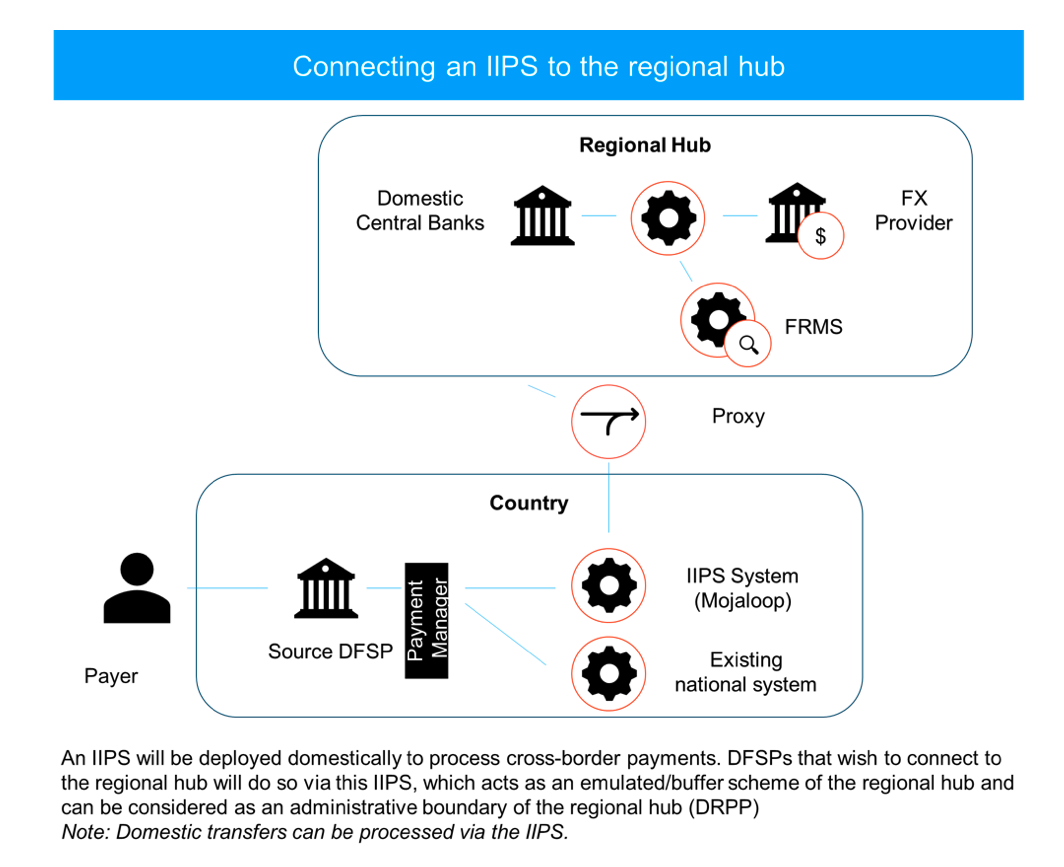 Connecting an IIPS to the regional hub
Regional Hub
Domestic
Central Banks
FX
Provider
$
FRMS
Proxy
Country
Payment
Manager
IIPS System
(Mojaloop)
Source DFSP
Existing
national system
Payer
An IIPS will be deployed domestically to process cross-border payments. DFSPs that wish to connect to
the regional hub will do so via this IIPS, which acts as an emulated/buffer scheme of the regional hub and
can be considered as an administrative boundary of the regional hub (DRPP)
Note: Domestic transfers can be processed via the IIPS.